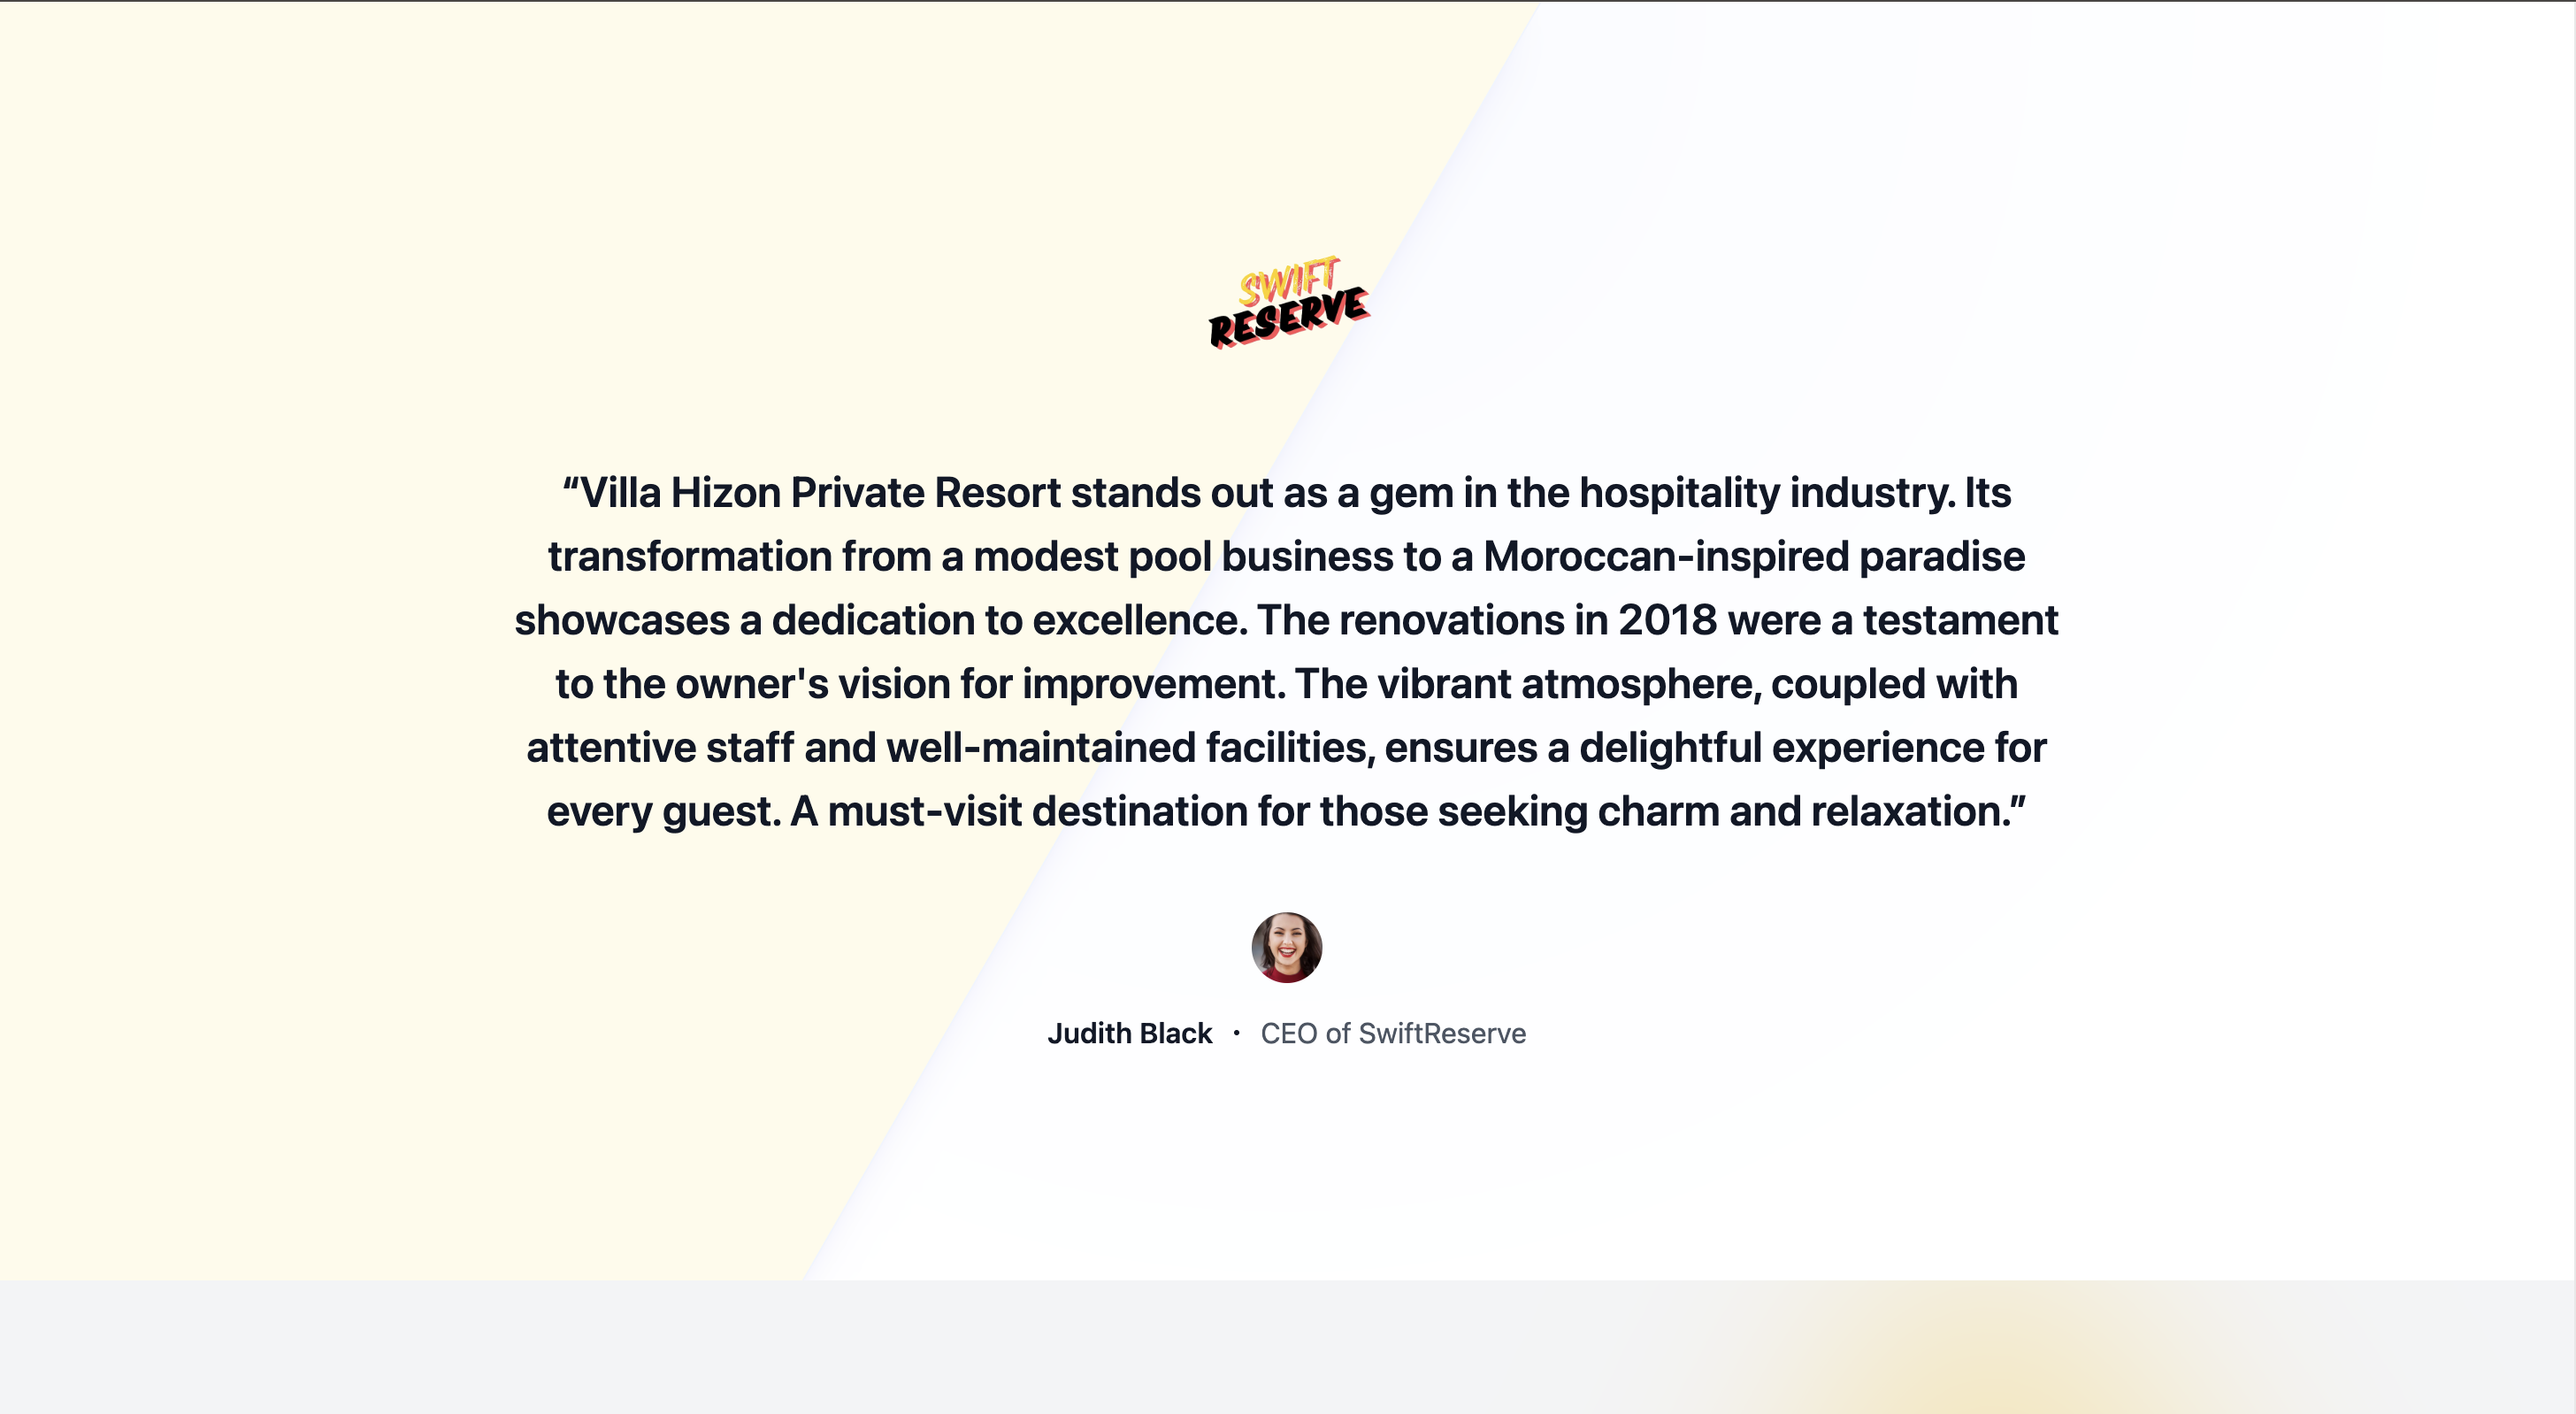 SWIFT
RESERVE
“Villa Hizon Private Resort stands out as a gem in the hospitality industry. Its
transformation from a modest pool business to a Moroccan-inspired paradise
showcases a dedication to excellence. The renovations in 2018 were a testament
to the owner's vision for improvement. The vibrant atmosphere, coupled with
attentive staff and well-maintained facilities, ensures a delightful experience for
every guest. A must-visit destination for those seeking charm and relaxation.”
Judith Black · CEO of SwiftReserve